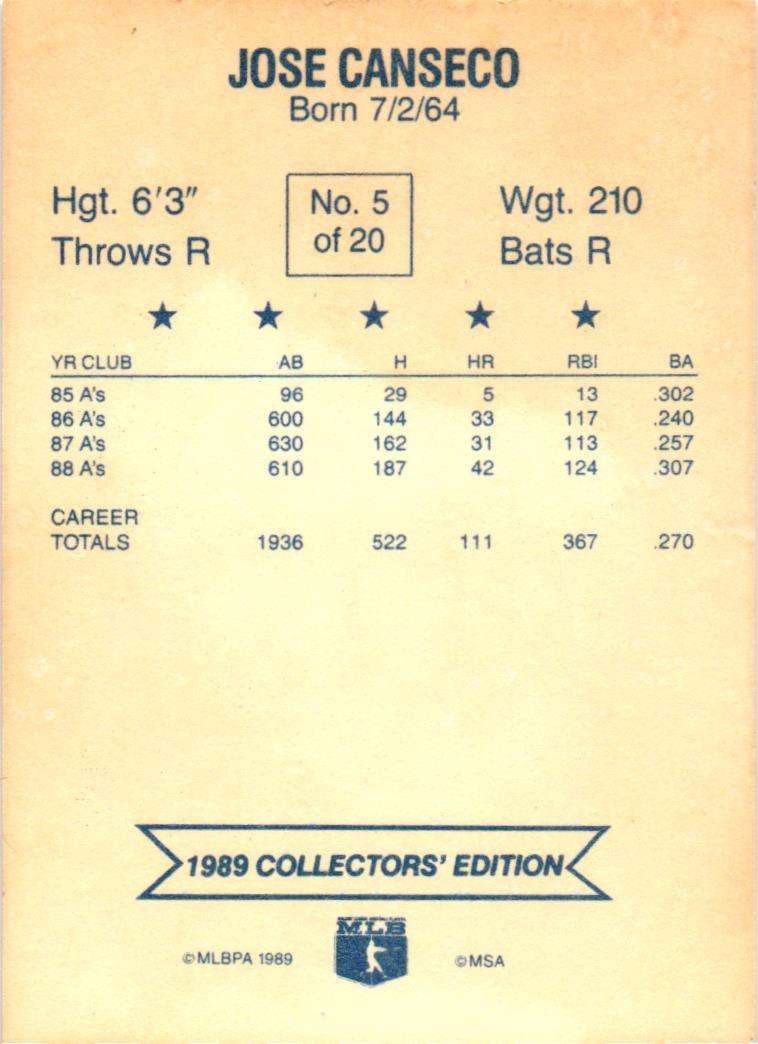 JOSE CANSECO
Born 7/2/64
Hgt. 6'3" No. 5 Wgt. 210
Throws R of 20 Bats R
YR CLUB AB H HR RBI BA
85 A's 96 29 5 13 .302
86 A's 600 144 33 117 .240
87 A's 630 162 31 113 .257
88 A's 610 187 42 124 .307
CAREER
TOTALS 1936 522 111 367 .270
1989 COLLECTORS' EDITION
MLB
©MLBPA 1989 ©MSA